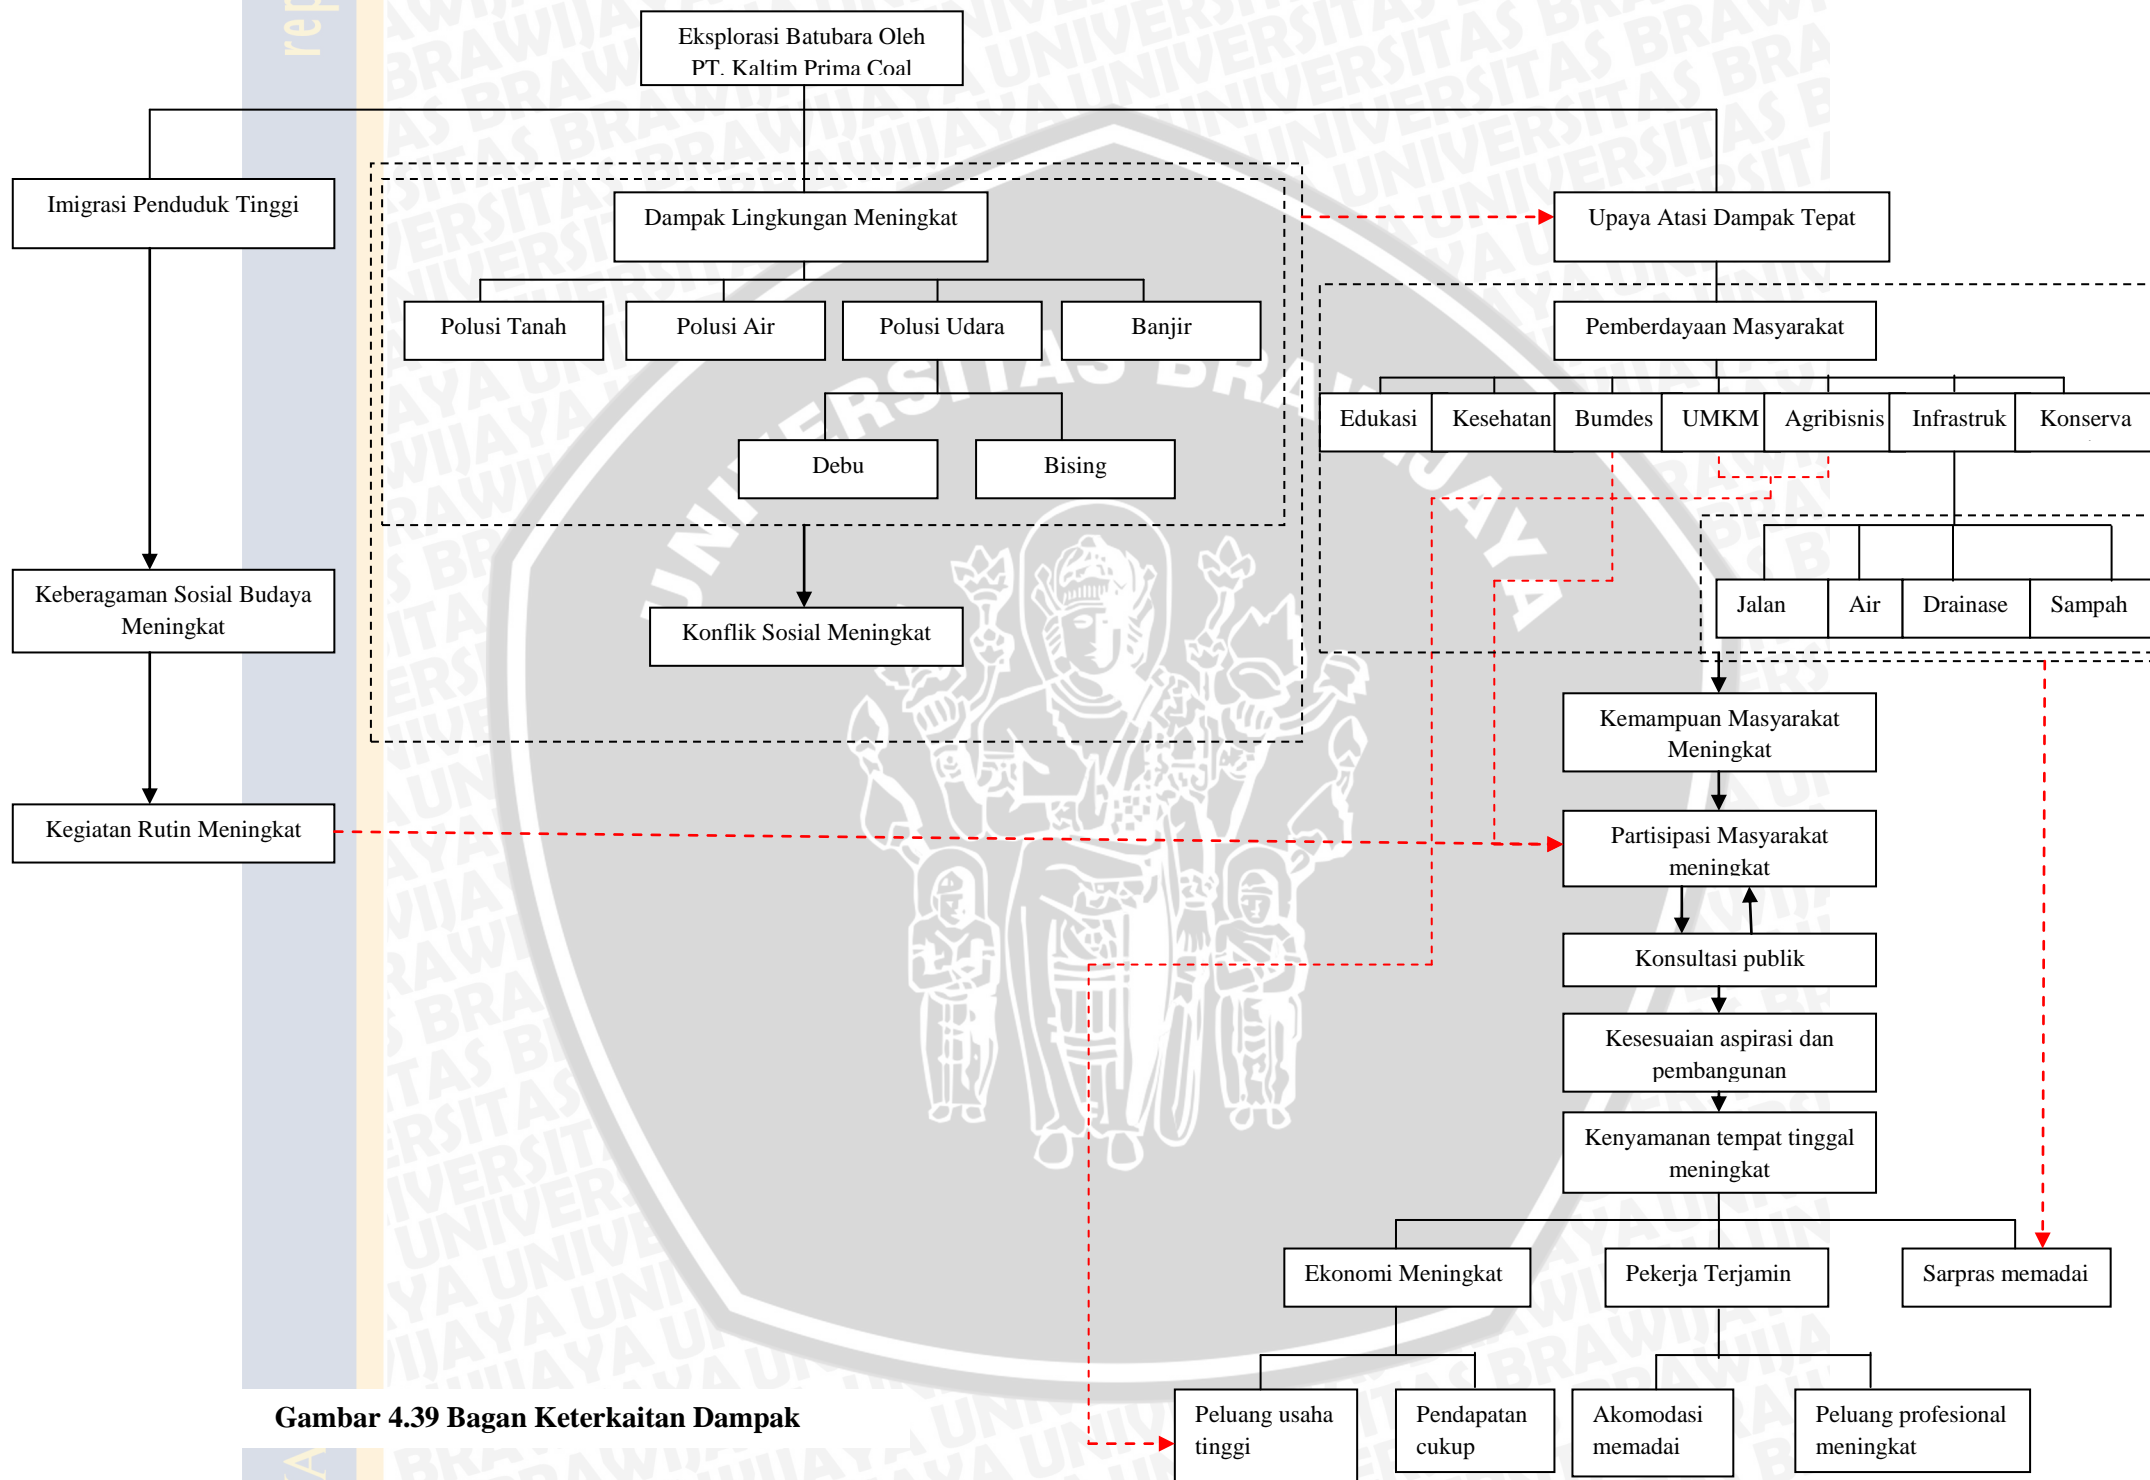 rep
Eksplorasi Batubara Oleh
PT. Kaltim Prima Coal
Imigrasi Penduduk Tinggi
Dampak Lingkungan Meningkat
Upaya Atasi Dampak Tepat
Polusi Tanah
Polusi Air
Polusi Udara
Banjir
Pemberdayaan Masyarakat
UNIVERSITAS BRAWIJAYA
Edukasi
Kesehatan
Bumdes
UMKM
Agribisnis
Infrastruk
Konserva
Debu
Bising
Keberagaman Sosial Budaya
Meningkat
Konflik Sosial Meningkat
Jalan
Air
Drainase
Sampah
Kemampuan Masyarakat
Meningkat
Kegiatan Rutin Meningkat
Partisipasi Masyarakat
meningkat
Konsultasi publik
Kesesuaian aspirasi dan
pembangunan
Kenyamanan tempat tinggal
meningkat
Ekonomi Meningkat
Pekerja Terjamin
Sarpras memadai
Peluang usaha
tinggi
Pendapatan
cukup
Akomodasi
memadai
Peluang profesional
meningkat
Gambar 4.39 Bagan Keterkaitan Dampak